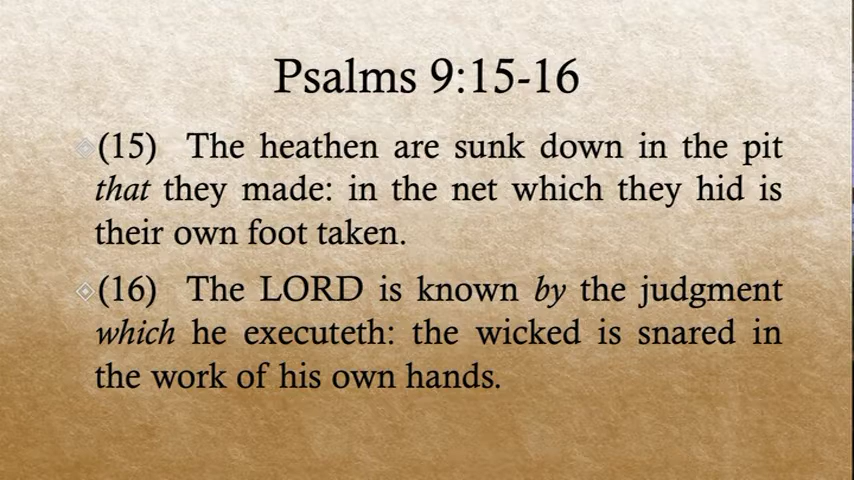 Psalms 9:15-16
(15) The heathen are sunk down in the pit
that they made: in the net which they hid is
their own foot taken.
(16) The LORD is known by the judgment
which he executeth: the wicked is snared in
the work of his own hands.